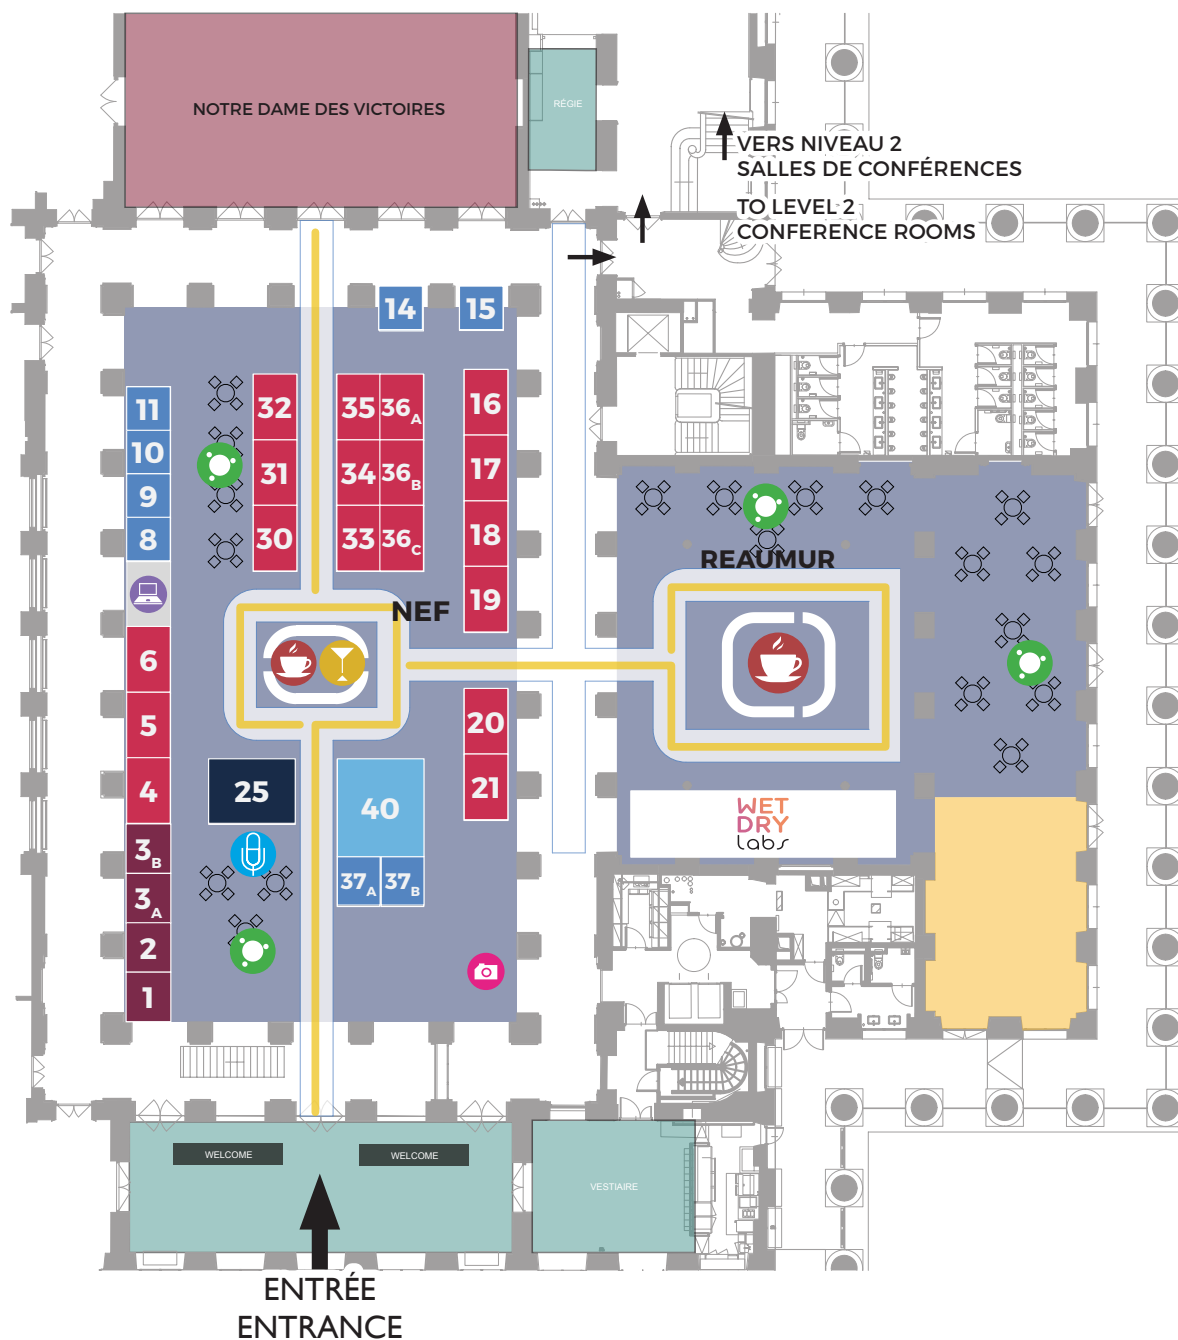 NOTRE DAME DES VICTOIRES
RÉGIE
VERS NIVEAU 2
SALLES DE CONFÉRENCES
TO LEVEL 2
CONFERENCE ROOMS
14
15
11
10
9
8
32
31
30
35
36A
34
36B
33
36C
16
17
18
19
REAUMUR
NEF
6
5
4
3B
3A
2
1
25
40
37A
37B
20
21
WET
DRY
Labs
WELCOME
WELCOME
VESTIAIRE
ENTRÉE
ENTRANCE